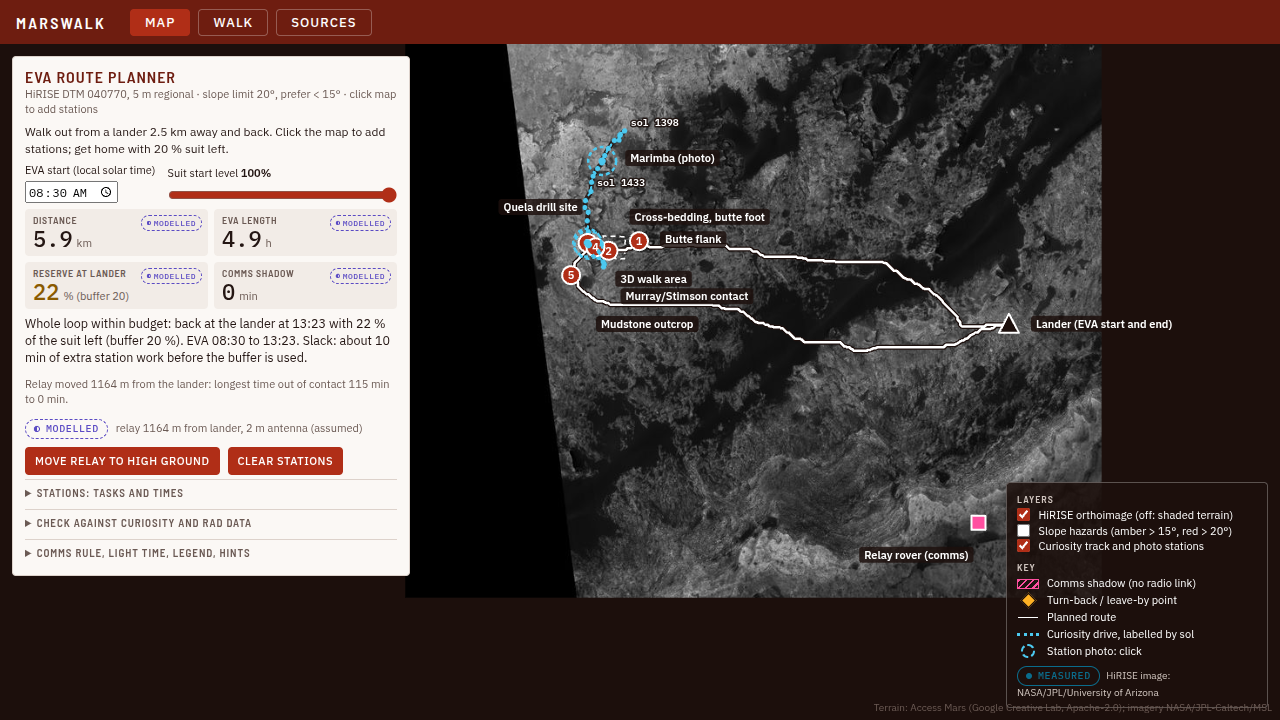 MARSWALK
MAP
WALK
SOURCES
EVA ROUTE PLANNER
HiRISE DTM 040770, 5 m regional · slope limit 20°, prefer < 15° · click map
to add stations
Walk out from a lander 2.5 km away and back. Click the map to add
stations; get home with 20 % suit left.
EVA start (local solar time)
Suit start level 100%
08:30 AM
DISTANCE
MODELLED
5.9 km
EVA LENGTH
MODELLED
4.9 h
RESERVE AT LANDER
MODELLED
22 % (buffer 20)
COMMS SHADOW
MODELLED
0 min
Whole loop within budget: back at the lander at 13:23 with 22 %
of the suit left (buffer 20 %). EVA 08:30 to 13:23. Slack: about 10
min of extra station work before the buffer is used.
Relay moved 1164 m from the lander: longest time out of contact 115 min
to 0 min.
MODELLED relay 1164 m from lander, 2 m antenna (assumed)
MOVE RELAY TO HIGH GROUND
CLEAR STATIONS
STATIONS: TASKS AND TIMES
CHECK AGAINST CURIOSITY AND RAD DATA
COMMS RULE, LIGHT TIME, LEGEND, HINTS
sol 1398
Marimba (photo)
sol 1433
Quela drill site
Cross-bedding, butte foot
1
Butte flank
4
2
5
3D walk area
Murray/Stimson contact
Mudstone outcrop
Lander (EVA start and end)
Relay rover (comms)
LAYERS
HiRISE orthoimage (off: shaded terrain)
Slope hazards (amber > 15°, red > 20°)
Curiosity track and photo stations
KEY
Comms shadow (no radio link)
Turn-back / leave-by point
Planned route
Curiosity drive, labelled by sol
Station photo: click
MEASURED HiRISE image:
NASA/JPL/University of Arizona
Terrain: Access Mars (Google Creative Lab, Apache-2.0); imagery NASA/JPL-Caltech/MSL